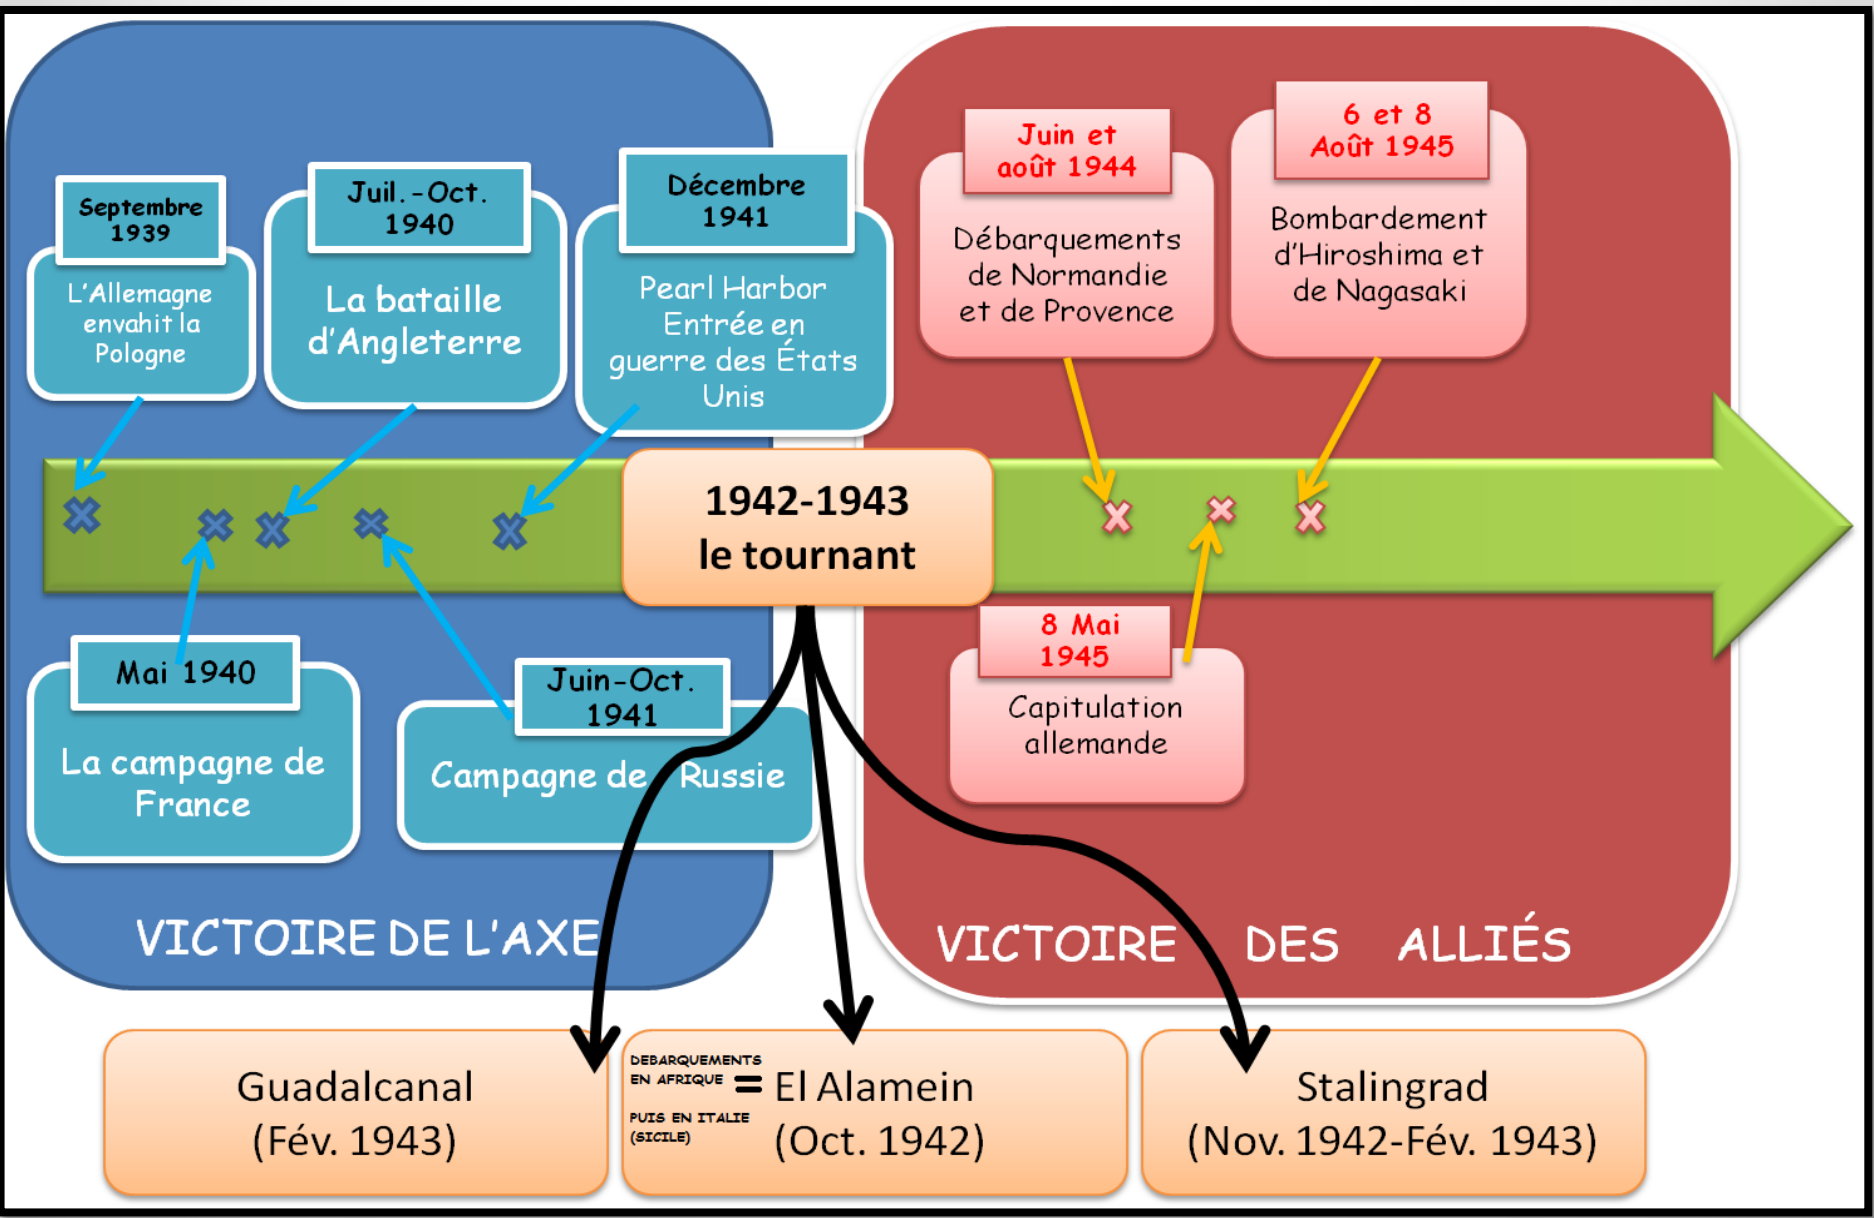 Septembre
1939
L'Allemagne
envahit la
Pologne
Juil.-Oct.
1940
La bataille
d'Angleterre
Décembre
1941
Pearl Harbor
Entrée en
guerre des États
Unis
Juin et
août 1944
Débarquements
de Normandie
et de Provence
6 et 8
Août 1945
Bombardement
d'Hiroshima et
de Nagasaki
1942-1943
le tournant
Mai 1940
La campagne de
France
Juin-Oct.
1941
Campagne de Russie
8 Mai
1945
Capitulation
allemande
VICTOIRE DE L'AXE
VICTOIRE DES ALLIÉS
Guadalcanal
(Fév. 1943)
DEBARQUEMENTS
EN AFRIQUE =
PUIS EN ITALIE
(SICILE)
El Alamein
(Oct. 1942)
Stalingrad
(Nov. 1942-Fév. 1943)